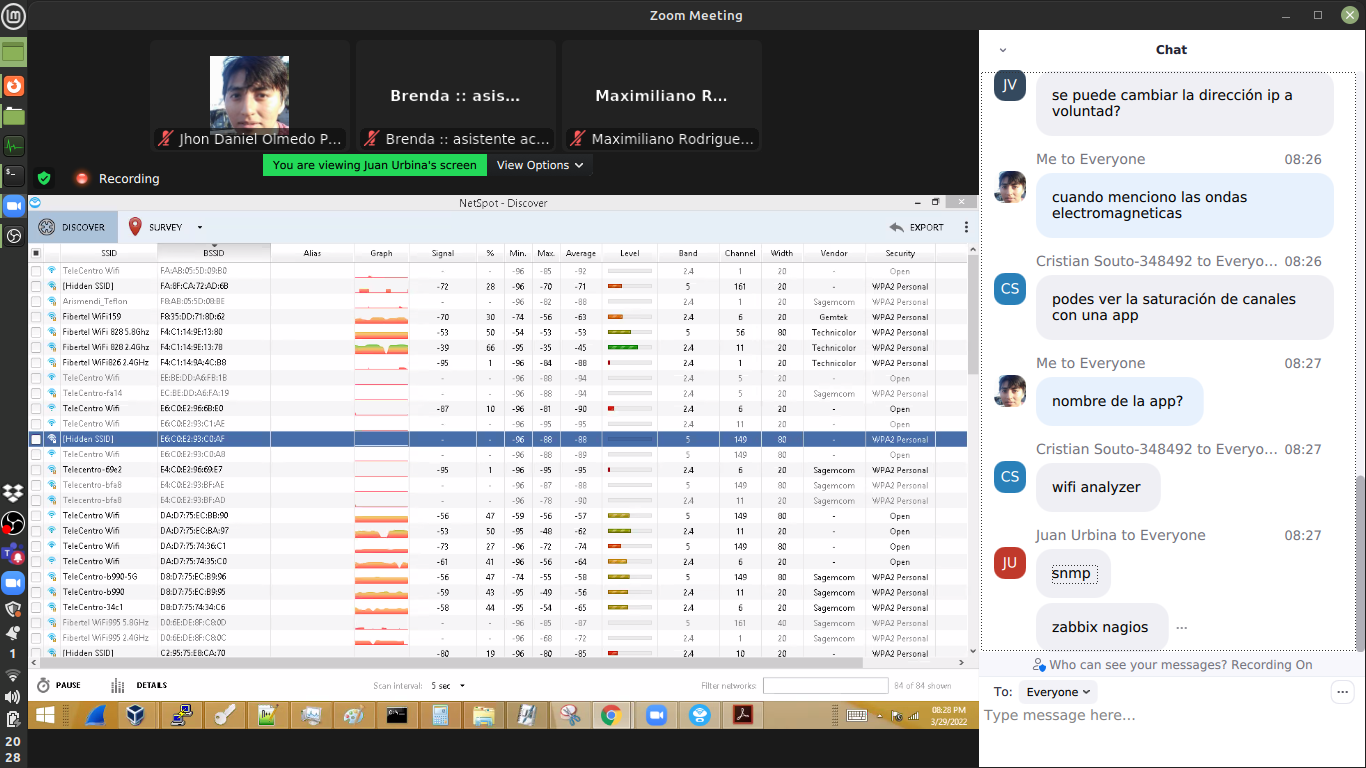 Zoom Meeting
Jhon Daniel Olmedo P...
Brenda :: asis...
Brenda :: asistente ac...
Maximiliano R...
Maximiliano Rodrigue...
You are viewing Juan Urbina's screen
View Options
Recording
NetSpot - Discover
DISCOVER
SURVEY
EXPORT
SSID BSSID Alias Graph Signal % Min. Max. Average Level Band Channel Width Vendor Security
TeleCentro Wifi FA:AB:05:5D:09:B0 -96 -85 -92 2.4 1 20 - Open
[Hidden SSID] FA:8F:CA:72:AD:6B -72 28 -96 -70 -71 5 161 20 - WPA2 Personal
Arismendi_Teflon F8:AB:05:5D:08:BE -96 -82 -88 2.4 1 20 Sagemcom WPA2 Personal
Fibertel WiFi159 F8:35:DD:71:8D:62 -70 30 -74 -56 -63 2.4 6 20 Gemtek WPA2 Personal
Fibertel WiFi 828 5.8Ghz F4:C1:14:9E:13:80 -53 50 -54 -53 -53 5 56 80 Technicolor WPA2 Personal
Fibertel WiFi 828 2.4Ghz F4:C1:14:9E:13:78 -39 66 -95 -35 -45 2.4 11 20 Technicolor WPA2 Personal
Fibertel WiFi826 2.4GHz F4:C1:14:9A:4C:B8 -95 1 -96 -84 -88 2.4 1 20 Technicolor WPA2 Personal
TeleCentro Wifi EE:BE:DD:A6:FB:1B -96 -88 -94 2.4 5 20 - Open
TeleCentro-fa14 EC:BE:DD:A6:FA:19 -96 -88 -94 2.4 5 20 Sagemcom WPA2 Personal
TeleCentro Wifi E6:C0:E2:96:6B:E0 -87 10 -96 -81 -90 2.4 6 20 - Open
TeleCentro Wifi E6:C0:E2:93:C1:AE -96 -95 -95 2.4 11 20 - Open
[Hidden SSID] E6:C0:E2:93:C0:AF - - -96 -88 -88 5 149 80 - WPA2 Personal
TeleCentro Wifi E6:C0:E2:93:C0:A8 -96 -88 -89 5 149 80 - Open
Telecentro-69e2 E4:C0:E2:96:69:E7 -95 1 -96 -95 -95 2.4 6 20 Sagemcom WPA2 Personal
Telecentro-bfa8 E4:C0:E2:93:BF:AE -96 -87 -88 5 149 80 Sagemcom WPA2 Personal
Telecentro-bfa8 E4:C0:E2:93:BF:AD -96 -78 -90 2.4 11 20 Sagemcom WPA2 Personal
TeleCentro Wifi DA:D7:75:EC:BB:90 -56 47 -59 -56 -57 5 149 80 - Open
TeleCentro Wifi DA:D7:75:EC:BA:97 -53 50 -95 -48 -62 2.4 11 20 - Open
TeleCentro Wifi DA:D7:75:74:36:C1 -73 27 -96 -72 -74 5 149 80 - Open
TeleCentro Wifi DA:D7:75:74:35:C0 -61 41 -96 -56 -64 2.4 6 20 - Open
TeleCentro-b990-5G D8:D7:75:EC:B9:96 -56 47 -74 -55 -58 5 149 80 Sagemcom WPA2 Personal
TeleCentro-b990 D8:D7:75:EC:B9:95 -59 43 -95 -49 -56 2.4 11 20 Sagemcom WPA2 Personal
TeleCentro-34c1 D8:D7:75:74:34:C6 -58 44 -95 -54 -65 2.4 6 20 Sagemcom WPA2 Personal
Fibertel WiFi995 5.8GHz D0:6E:DE:8F:C8:0D -96 -85 -87 5 161 40 Sagemcom WPA2 Personal
Fibertel WiFi995 2.4GHz D0:6E:DE:8F:C8:0C -96 -68 -72 2.4 1 20 Sagemcom WPA2 Personal
[Hidden SSID] C2:95:75:EB:CA:70 -80 19 -96 -80 -85 2.4 10 20 - WPA2 Personal
PAUSE
DETAILS
Scan interval: 5 sec
Filter networks:
84 of 84 shown
08:28 PM
3/29/2022
1
20
28
Chat
JV
se puede cambiar la dirección ip a
voluntad?
Me to Everyone 08:26
cuando menciono las ondas
electromagneticas
Cristian Souto-348492 to Everyo... 08:26
CS
podes ver la saturación de canales
con una app
Me to Everyone 08:27
nombre de la app?
Cristian Souto-348492 to Everyo... 08:27
CS
wifi analyzer
Juan Urbina to Everyone 08:27
JU
snmp
zabbix nagios
Who can see your messages? Recording On
To: Everyone
Type message here...